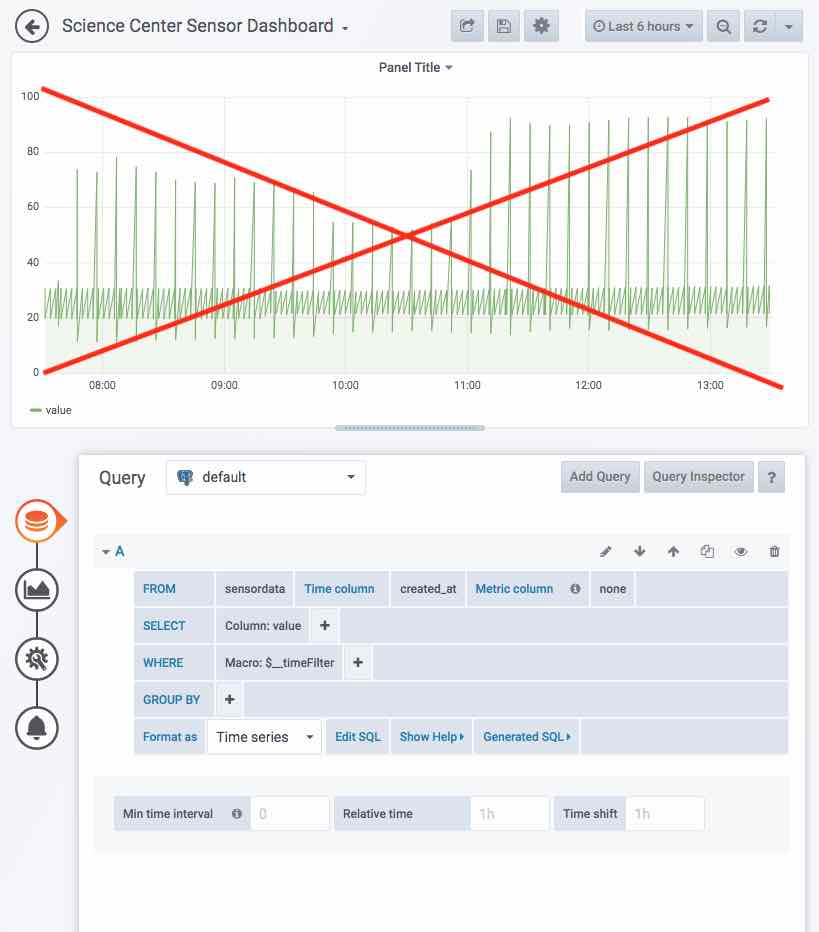 Science Center Sensor Dashboard
Last 6 hours
Panel Title
100
80
60
40
20
0
08:00 09:00 10:00 11:00 12:00 13:00
value
Query default Add Query Query Inspector ?
A
FROM sensordata Time column created_at Metric column none
SELECT Column: value +
WHERE Macro: $__timeFilter +
GROUP BY +
Format as Time series Edit SQL Show Help Generated SQL
Min time interval 0 Relative time 1h Time shift 1h